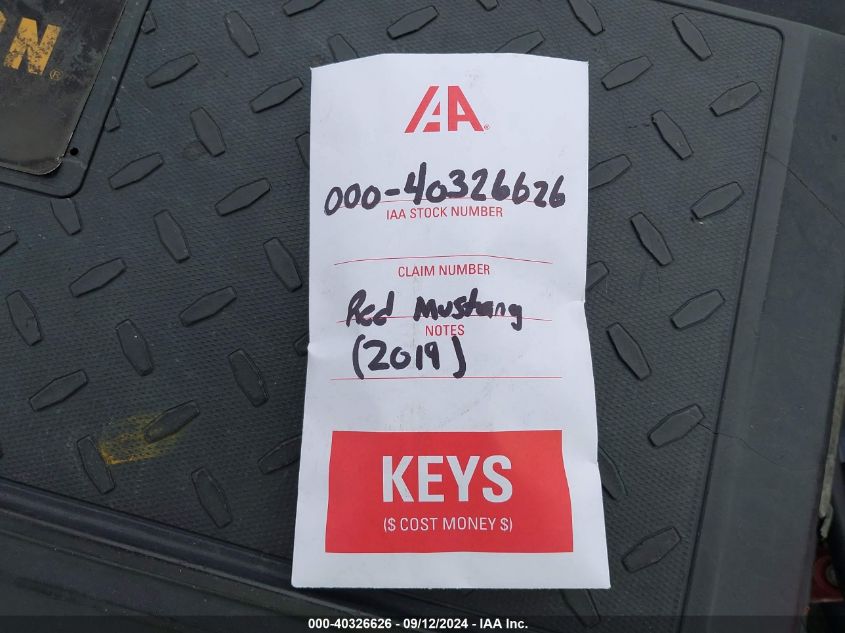 ON®
IAA®
000-40326626
IAA STOCK NUMBER
CLAIM NUMBER
Red Mustang
NOTES
(2019)
KEYS
($ COST MONEY $)
000-40326626 - 09/12/2024 - IAA Inc.